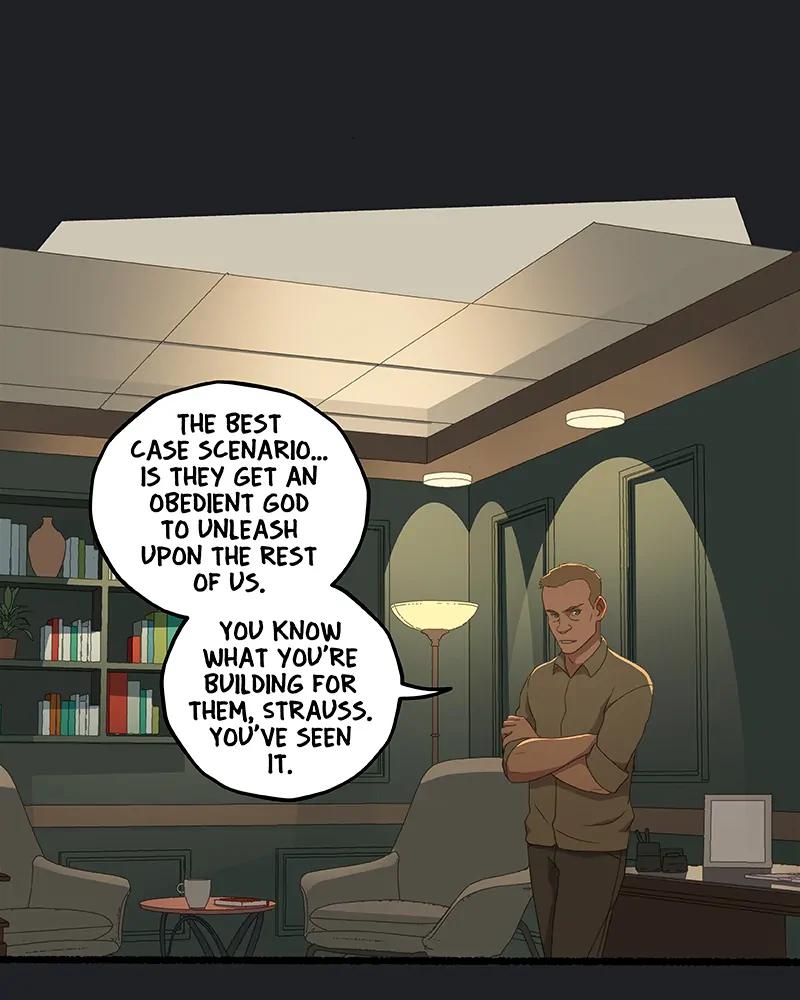 THE BEST
CASE SCENARIO...
IS THEY GET AN
OBEDIENT GOD
TO UNLEASH
UPON THE REST
OF US.
YOU KNOW
WHAT YOU'RE
BUILDING FOR
THEM, STRAUSS.
YOU'VE SEEN
IT.